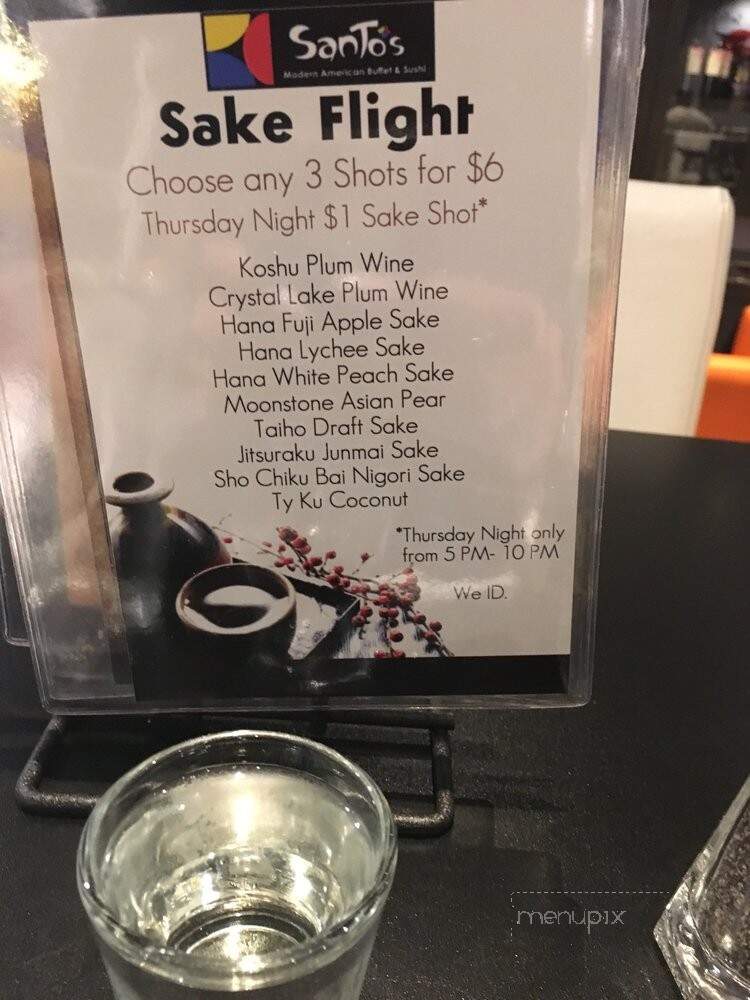 SanTo's
Modern American Buffet & Sushi
Sake Flight
Choose any 3 Shots for $6
Thursday Night $1 Sake Shot*
Koshu Plum Wine
Crystal Lake Plum Wine
Hana Fuji Apple Sake
Hana Lychee Sake
Hana White Peach Sake
Moonstone Asian Pear
Taiho Draft Sake
Jitsuraku Junmai Sake
Sho Chiku Bai Nigori Sake
Ty Ku Coconut
*Thursday Night only
from 5 PM- 10 PM
We ID.
menupix